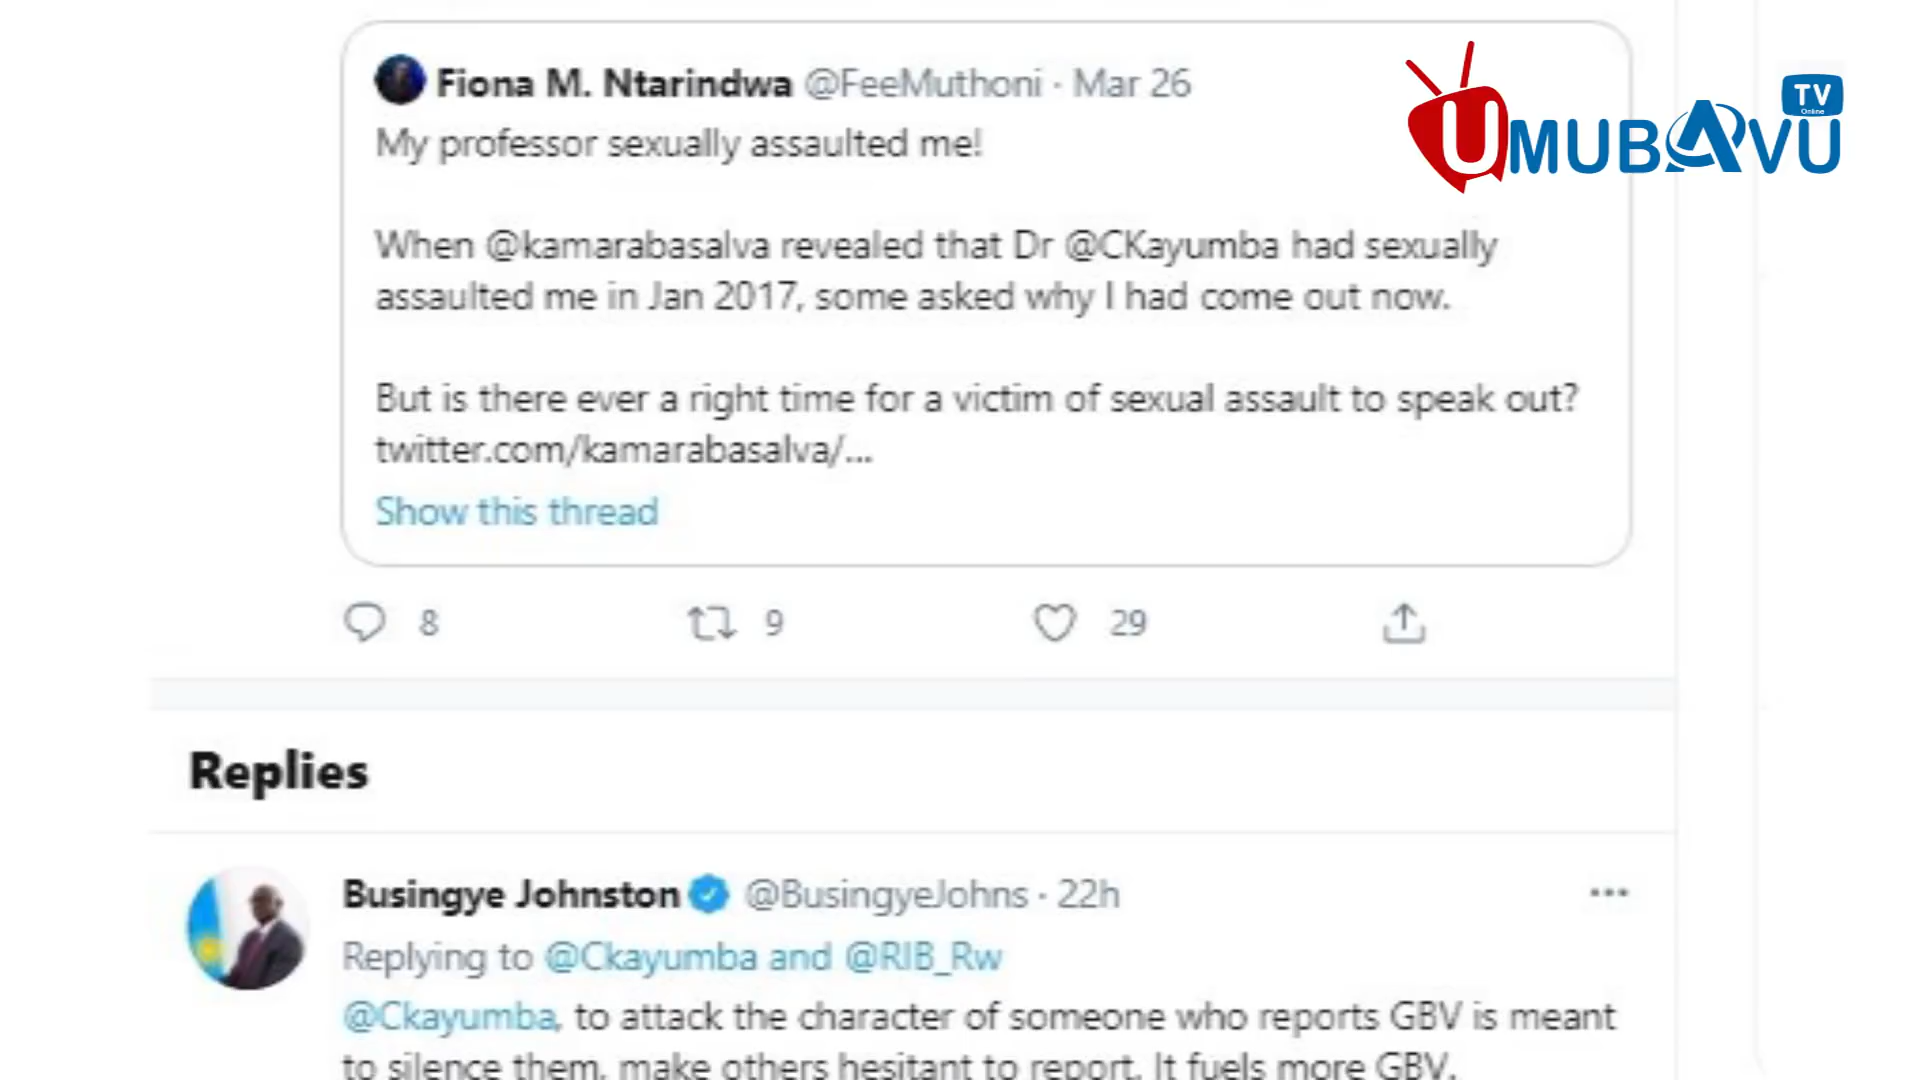 Fiona M. Ntarindwa @FeeMuthoni · Mar 26
My professor sexually assaulted me!
When @kamarabasalva revealed that Dr @CKayumba had sexually
assaulted me in Jan 2017, some asked why I had come out now.
But is there ever a right time for a victim of sexual assault to speak out?
twitter.com/kamarabasalva/...
Show this thread
8 9 29
UMUBAVU
TV
Online
Replies
Busingye Johnston @BusingyeJohns · 22h
Replying to @Ckayumba and @RIB_Rw
@Ckayumba, to attack the character of someone who reports GBV is meant
to silence them, make others hesitant to report. It fuels more GBV.